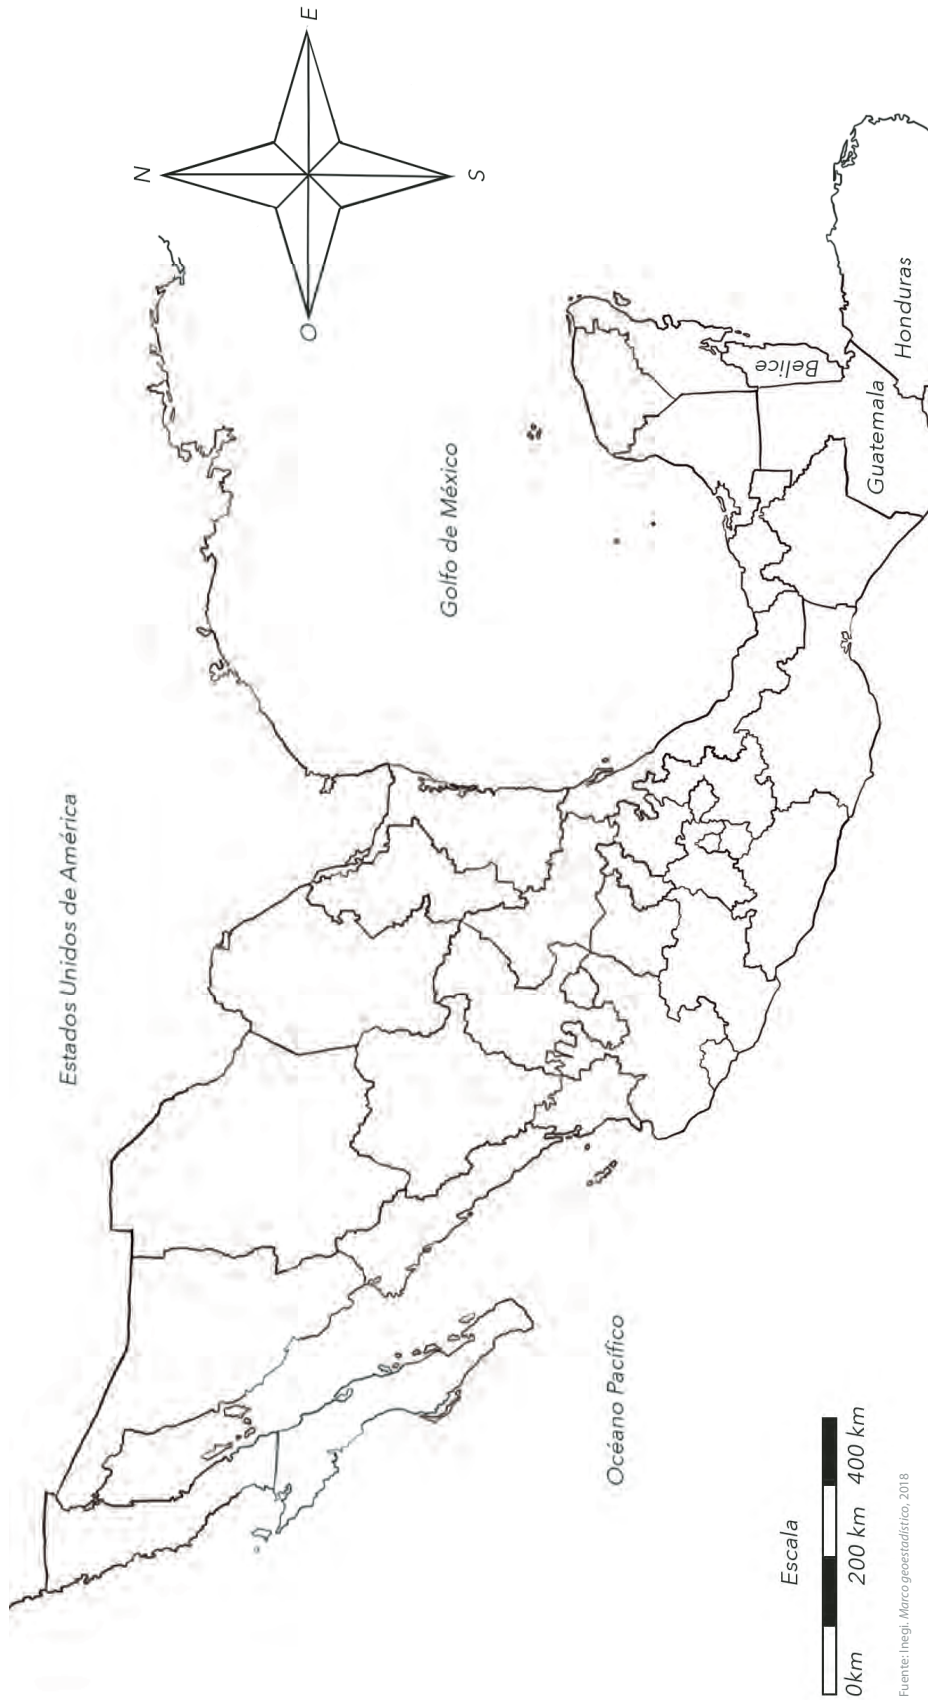 Estados Unidos de América
N
O
E
S
Golfo de México
Océano Pacífico
Belice
Guatemala
Honduras
Escala
0km 200 km 400 km
Fuente: Inegi. Marco geoestadístico, 2018